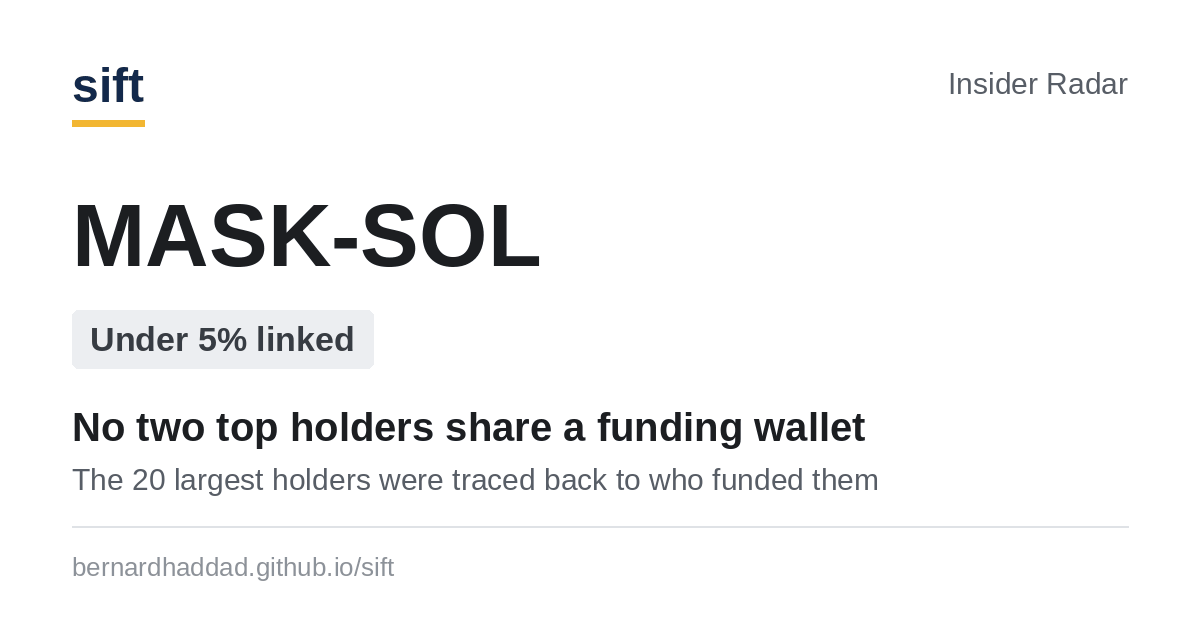 sift
Insider Radar
MASK-SOL
Under 5% linked
No two top holders share a funding wallet
The 20 largest holders were traced back to who funded them
bernardhaddad.github.io/sift